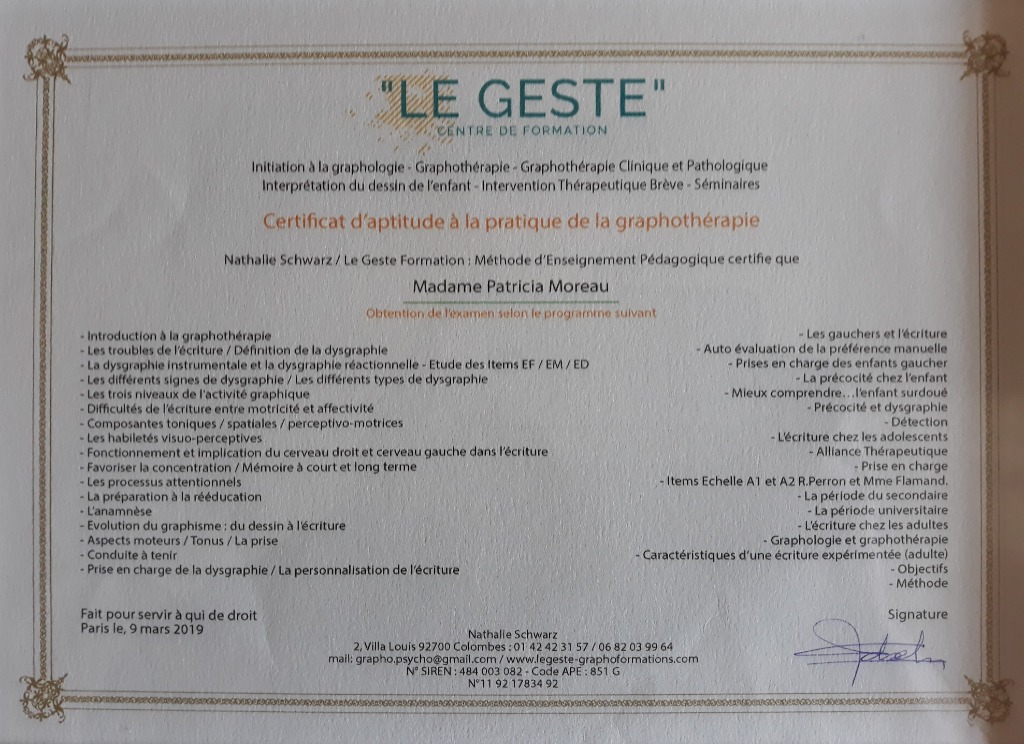 "LE GESTE"
CENTRE DE FORMATION
Initiation à la graphologie - Graphothérapie - Graphothérapie Clinique et Pathologique
Interprétation du dessin de l'enfant - Intervention Thérapeutique Brève - Séminaires
Certificat d'aptitude à la pratique de la graphothérapie
Nathalie Schwarz / Le Geste Formation : Méthode d'Enseignement Pédagogique certifie que
Madame Patricia Moreau
Obtention de l'examen selon le programme suivant
- Introduction à la graphothérapie
- Les troubles de l'écriture / Définition de la dysgraphie
- La dysgraphie instrumentale et la dysgraphie réactionnelle - Etude des Items EF / EM / ED
- Les différents signes de dysgraphie / Les différents types de dysgraphie
- Les trois niveaux de l'activité graphique
- Difficultés de l'écriture entre motricité et affectivité
- Composantes toniques / spatiales / perceptivo-motrices
- Les habiletés visuo-perceptives
- Fonctionnement et implication du cerveau droit et cerveau gauche dans l'écriture
- Favoriser la concentration / Mémoire à court et long terme
- Les processus attentionnels
- La préparation à la rééducation
- L'anamnèse
- Evolution du graphisme : du dessin à l'écriture
- Aspects moteurs / Tonus / La prise
- Conduite à tenir
- Prise en charge de la dysgraphie / La personnalisation de l'écriture
- Les gauchers et l'écriture
- Auto évaluation de la préférence manuelle
- Prises en charge des enfants gaucher
- La précocité chez l'enfant
- Mieux comprendre...l'enfant surdoué
- Précocité et dysgraphie
- Détection
- L'écriture chez les adolescents
- Alliance Thérapeutique
- Prise en charge
- Items Echelle A1 et A2 R.Perron et Mme Flamand.
- La période du secondaire
- La période universitaire
- L'écriture chez les adultes
- Graphologie et graphothérapie
- Caractéristiques d'une écriture expérimentée (adulte)
- Objectifs
- Méthode
Fait pour servir à qui de droit
Paris le, 9 mars 2019
Signature
Nathalie Schwarz
2, Villa Louis 92700 Colombes : 01 42 42 31 57 / 06 82 03 99 64
mail: grapho.psycho@gmail.com / www.legeste-graphoformations.com
N° SIREN : 484 003 082 - Code APE : 851 G
N°11 92 17834 92